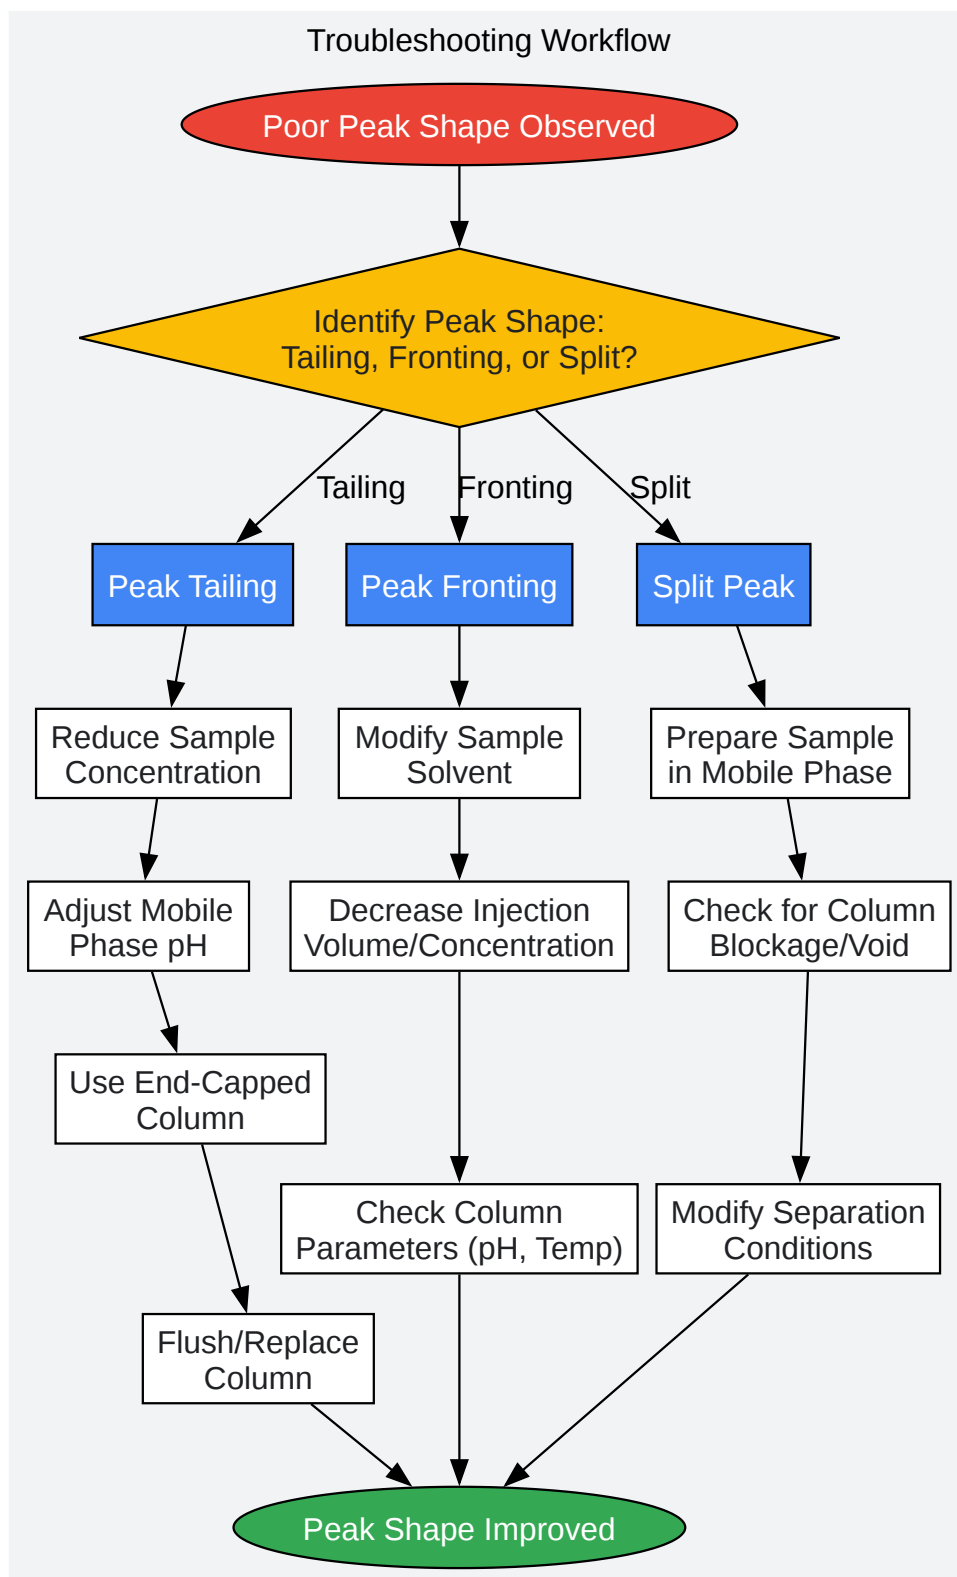 Troubleshooting Workflow
Poor Peak Shape Observed
Identify Peak Shape:
Tailing, Fronting, or Split?
Tailing
Fronting
Split
Peak Tailing
Peak Fronting
Split Peak
Reduce Sample
Concentration
Modify Sample
Solvent
Prepare Sample
in Mobile Phase
Adjust Mobile
Phase pH
Decrease Injection
Volume/Concentration
Check for Column
Blockage/Void
Use End-Capped
Column
Check Column
Parameters (pH, Temp)
Modify Separation
Conditions
Flush/Replace
Column
Peak Shape Improved